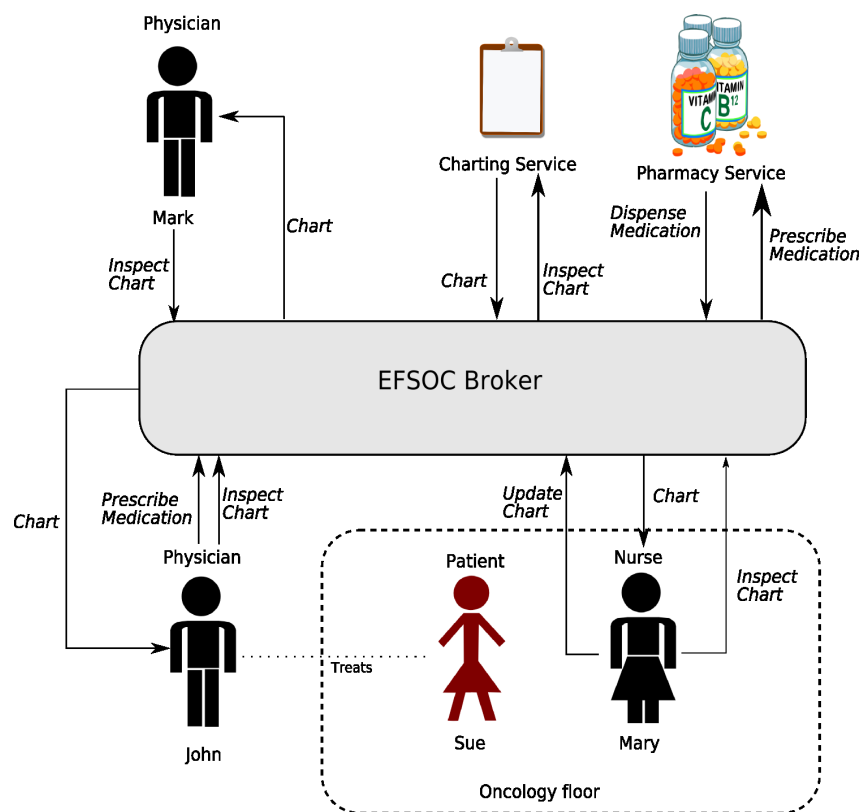 Physician
Mark
Charting Service
VITAMIN
C
VITAMIN
B12
Pharmacy Service
Inspect
Chart
Chart
Chart
Inspect
Chart
Dispense
Medication
Prescribe
Medication
EFSOC Broker
Chart
Prescribe
Medication
Inspect
Chart
Update
Chart
Chart
Inspect
Chart
Physician
John
Treats
Patient
Sue
Nurse
Mary
Oncology floor